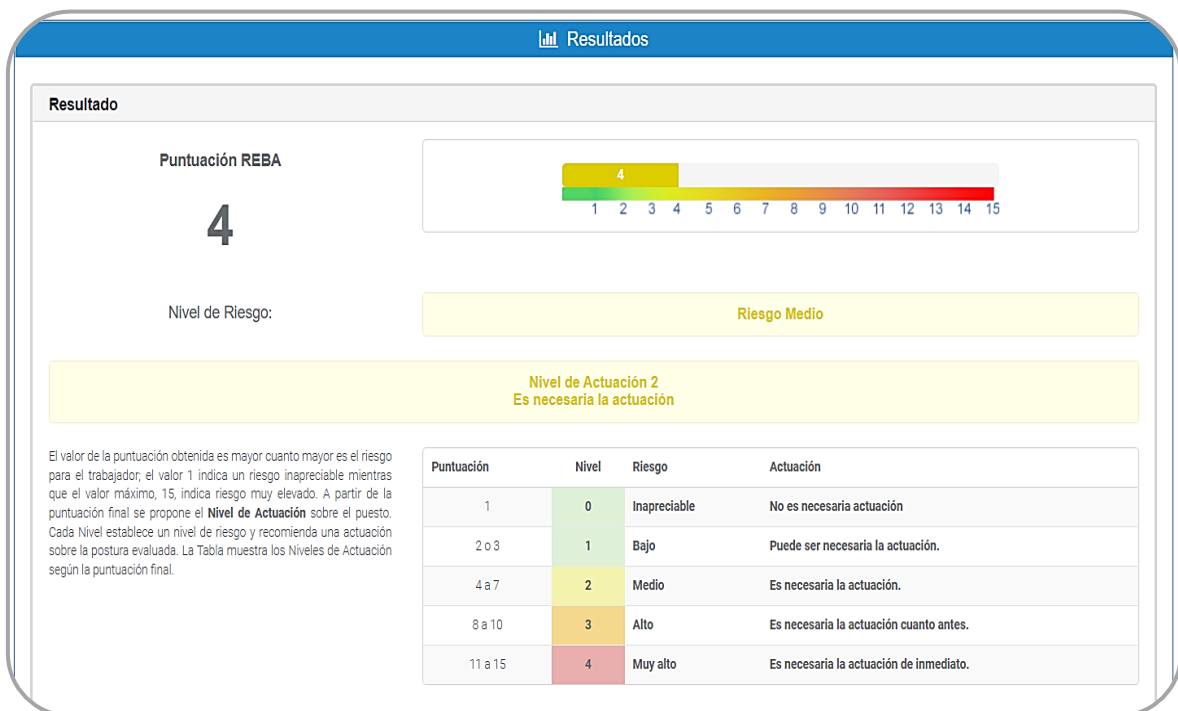 Resultados
Resultado
Puntuación REBA
4
4
1 2 3 4 5 6 7 8 9 10 11 12 13 14 15
Nivel de Riesgo:
Riesgo Medio
Nivel de Actuación 2
Es necesaria la actuación
El valor de la puntuación obtenida es mayor cuanto mayor es el riesgo
para el trabajador; el valor 1 indica un riesgo inapreciable mientras
que el valor máximo, 15, indica riesgo muy elevado. A partir de la
puntuación final se propone el Nivel de Actuación sobre el puesto.
Cada Nivel establece un nivel de riesgo y recomienda una actuación
sobre la postura evaluada. La Tabla muestra los Niveles de Actuación
según la puntuación final.
Puntuación Nivel Riesgo Actuación
1 0 Inapreciable No es necesaria actuación
2 o 3 1 Bajo Puede ser necesaria la actuación.
4 a 7 2 Medio Es necesaria la actuación.
8 a 10 3 Alto Es necesaria la actuación cuanto antes.
11 a 15 4 Muy alto Es necesaria la actuación de inmediato.